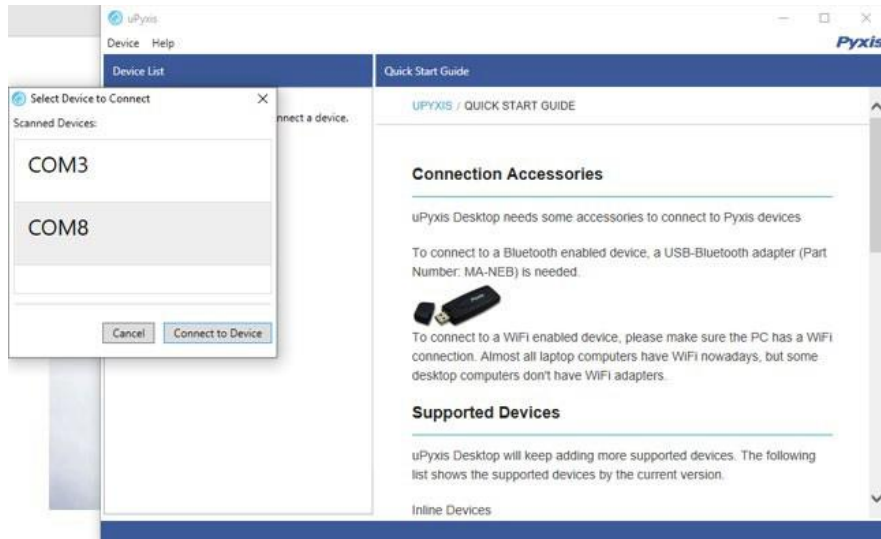 uPyxis
Device Help
Pyxis
Device List
Quick Start Guide
Select Device to Connect
Scanned Devices:
COM3
COM8
Cancel
Connect to Device
nnect a device.
UPYXIS / QUICK START GUIDE
Connection Accessories
uPyxis Desktop needs some accessories to connect to Pyxis devices
To connect to a Bluetooth enabled device, a USB-Bluetooth adapter (Part
Number: MA-NEB) is needed.
To connect to a WiFi enabled device, please make sure the PC has a WiFi
connection. Almost all laptop computers have WiFi nowadays, but some
desktop computers don't have WiFi adapters.
Supported Devices
uPyxis Desktop will keep adding more supported devices. The following
list shows the supported devices by the current version.
Inline Devices